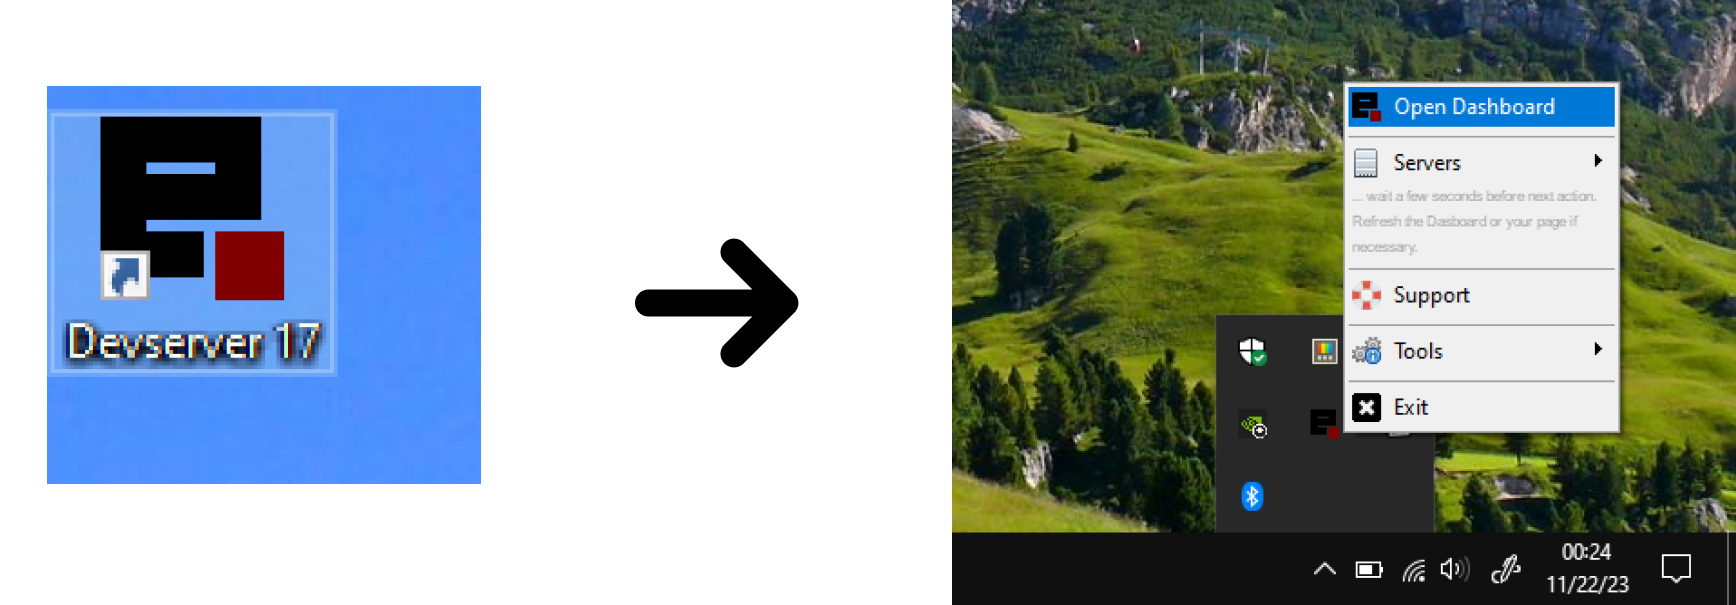 Devserver 17
Open Dashboard
Servers
... wait a few seconds before next action.
Refresh the Dasboard or your page if
necessary.
Support
Tools
Exit
00:24
11/22/23